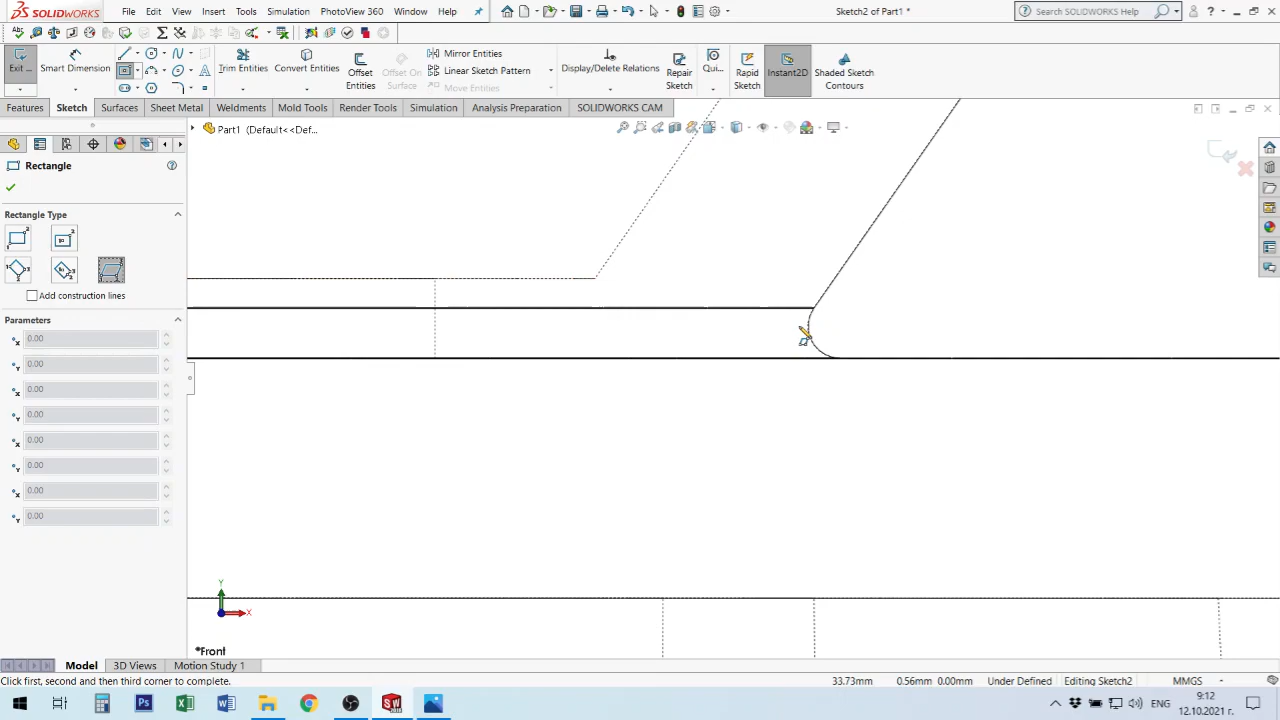 SOLIDWORKS File Edit View Insert Tools Simulation PhotoView 360 Window Help Sketch2 of Part1 * Search SOLIDWORKS Help
Exit ... Smart Dimension Trim Entities Convert Entities Offset Entities Offset On Surface Mirror Entities Linear Sketch Pattern Move Entities Display/Delete Relations Repair Sketch Qui... Rapid Sketch Instant2D Shaded Sketch Contours
Features Sketch Surfaces Sheet Metal Weldments Mold Tools Render Tools Simulation Analysis Preparation SOLIDWORKS CAM
Part1 (Default<<Def...
Rectangle
Rectangle Type
Add construction lines
Parameters
0.00
0.00
0.00
0.00
0.00
0.00
0.00
0.00
Y
X
*Front
Model 3D Views Motion Study 1
Click first, second and then third corner to complete. 33.73mm 0.56mm 0.00mm Under Defined Editing Sketch2 MMGS
ENG 9:12
12.10.2021 г.